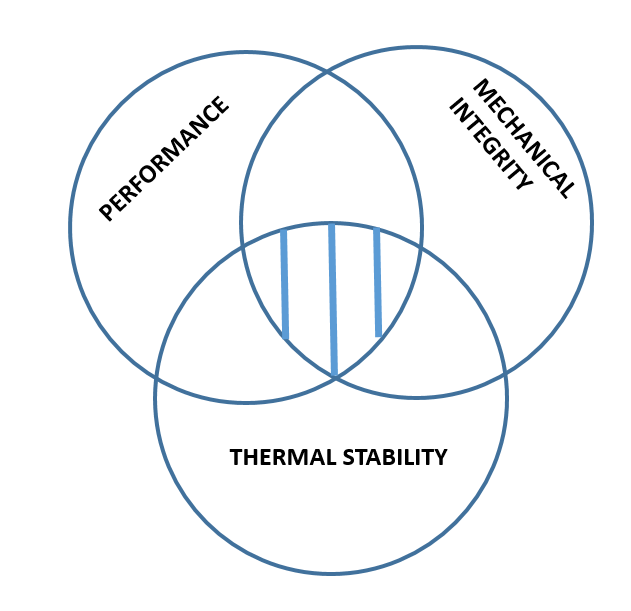 PERFORMANCE
MECHANICAL
INTEGRITY
THERMAL STABILITY